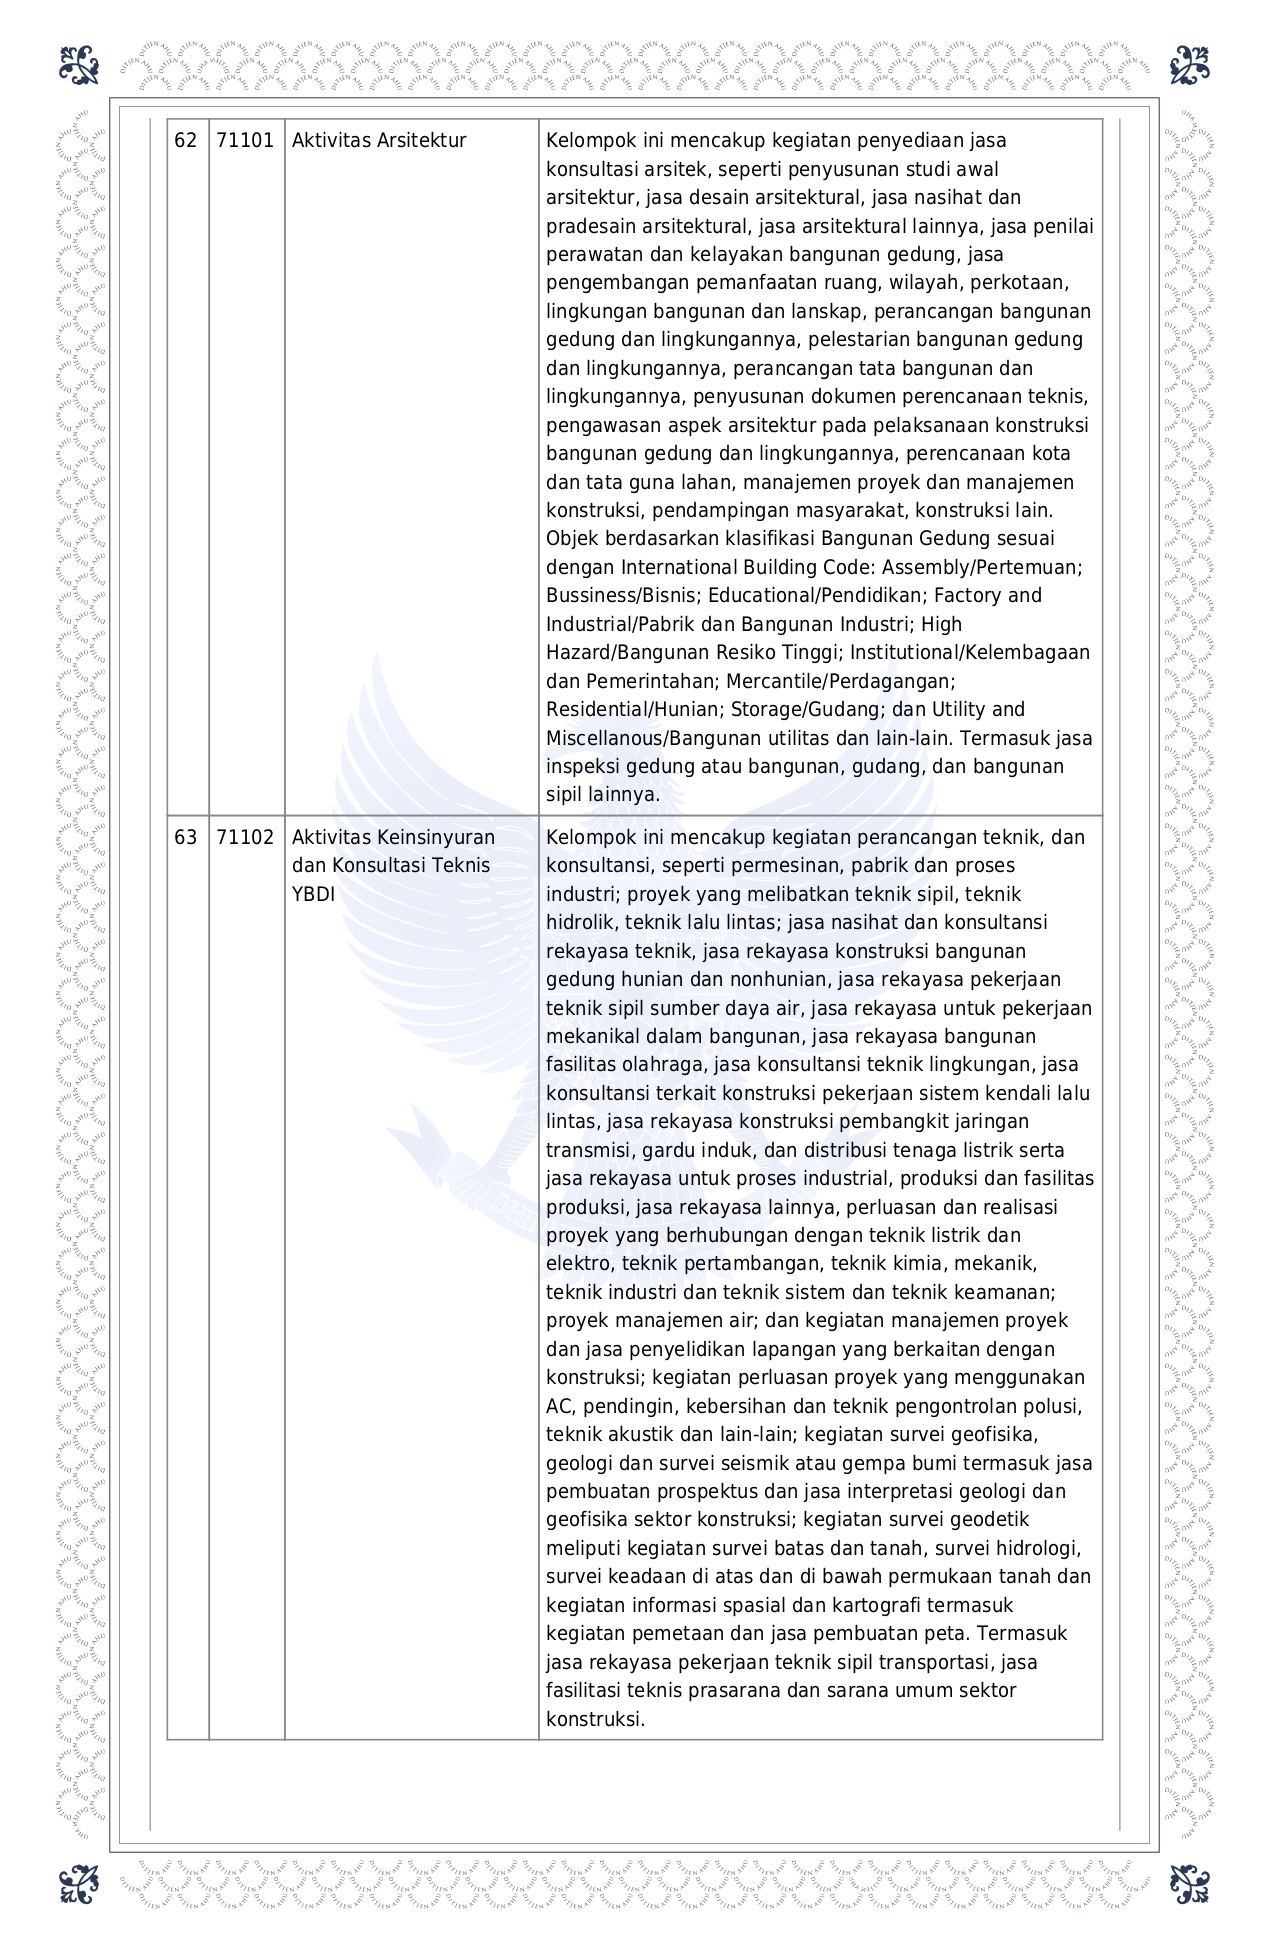 62 71101 Aktivitas Arsitektur Kelompok ini mencakup kegiatan penyediaan jasa
konsultasi arsitek, seperti penyusunan studi awal
arsitektur, jasa desain arsitektural, jasa nasihat dan
pradesain arsitektural, jasa arsitektural lainnya, jasa penilai
perawatan dan kelayakan bangunan gedung, jasa
pengembangan pemanfaatan ruang, wilayah, perkotaan,
lingkungan bangunan dan lanskap, perancangan bangunan
gedung dan lingkungannya, pelestarian bangunan gedung
dan lingkungannya, perancangan tata bangunan dan
lingkungannya, penyusunan dokumen perencanaan teknis,
pengawasan aspek arsitektur pada pelaksanaan konstruksi
bangunan gedung dan lingkungannya, perencanaan kota
dan tata guna lahan, manajemen proyek dan manajemen
konstruksi, pendampingan masyarakat, konstruksi lain.
Objek berdasarkan klasifikasi Bangunan Gedung sesuai
dengan International Building Code: Assembly/Pertemuan;
Bussiness/Bisnis; Educational/Pendidikan; Factory and
Industrial/Pabrik dan Bangunan Industri; High
Hazard/Bangunan Resiko Tinggi; Institutional/Kelembagaan
dan Pemerintahan; Mercantile/Perdagangan;
Residential/Hunian; Storage/Gudang; dan Utility and
Miscellanous/Bangunan utilitas dan lain-lain. Termasuk jasa
inspeksi gedung atau bangunan, gudang, dan bangunan
sipil lainnya.
63 71102 Aktivitas Keinsinyuran Kelompok ini mencakup kegiatan perancangan teknik, dan
dan Konsultasi Teknis konsultansi, seperti permesinan, pabrik dan proses
YBDI industri; proyek yang melibatkan teknik sipil, teknik
hidrolik, teknik lalu lintas; jasa nasihat dan konsultansi
rekayasa teknik, jasa rekayasa konstruksi bangunan
gedung hunian dan nonhunian, jasa rekayasa pekerjaan
teknik sipil sumber daya air, jasa rekayasa untuk pekerjaan
mekanikal dalam bangunan, jasa rekayasa bangunan
fasilitas olahraga, jasa konsultansi teknik lingkungan, jasa
konsultansi terkait konstruksi pekerjaan sistem kendali lalu
lintas, jasa rekayasa konstruksi pembangkit jaringan
transmisi, gardu induk, dan distribusi tenaga listrik serta
jasa rekayasa untuk proses industrial, produksi dan fasilitas
produksi, jasa rekayasa lainnya, perluasan dan realisasi
proyek yang berhubungan dengan teknik listrik dan
elektro, teknik pertambangan, teknik kimia, mekanik,
teknik industri dan teknik sistem dan teknik keamanan;
proyek manajemen air; dan kegiatan manajemen proyek
dan jasa penyelidikan lapangan yang berkaitan dengan
konstruksi; kegiatan perluasan proyek yang menggunakan
AC, pendingin, kebersihan dan teknik pengontrolan polusi,
teknik akustik dan lain-lain; kegiatan survei geofisika,
geologi dan survei seismik atau gempa bumi termasuk jasa
pembuatan prospektus dan jasa interpretasi geologi dan
geofisika sektor konstruksi; kegiatan survei geodetik
meliputi kegiatan survei batas dan tanah, survei hidrologi,
survei keadaan di atas dan di bawah permukaan tanah dan
kegiatan informasi spasial dan kartografi termasuk
kegiatan pemetaan dan jasa pembuatan peta. Termasuk
jasa rekayasa pekerjaan teknik sipil transportasi, jasa
fasilitasi teknis prasarana dan sarana umum sektor
konstruksi.